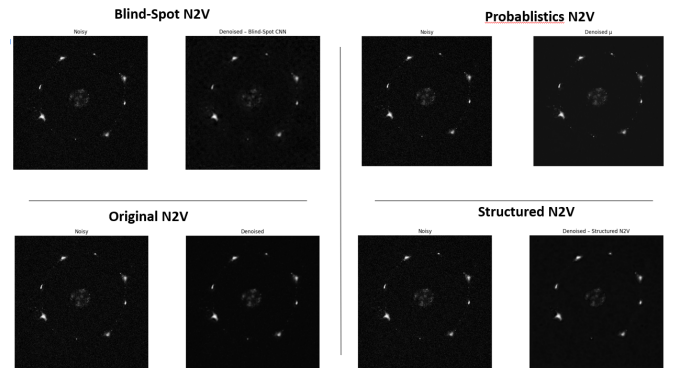 Blind-Spot N2V
Noisy
Denoised – Blind-Spot CNN
Probablistics N2V
Noisy
Denoised μ
Original N2V
Noisy
Denoised
Structured N2V
Noisy
Denoised – Structured N2V